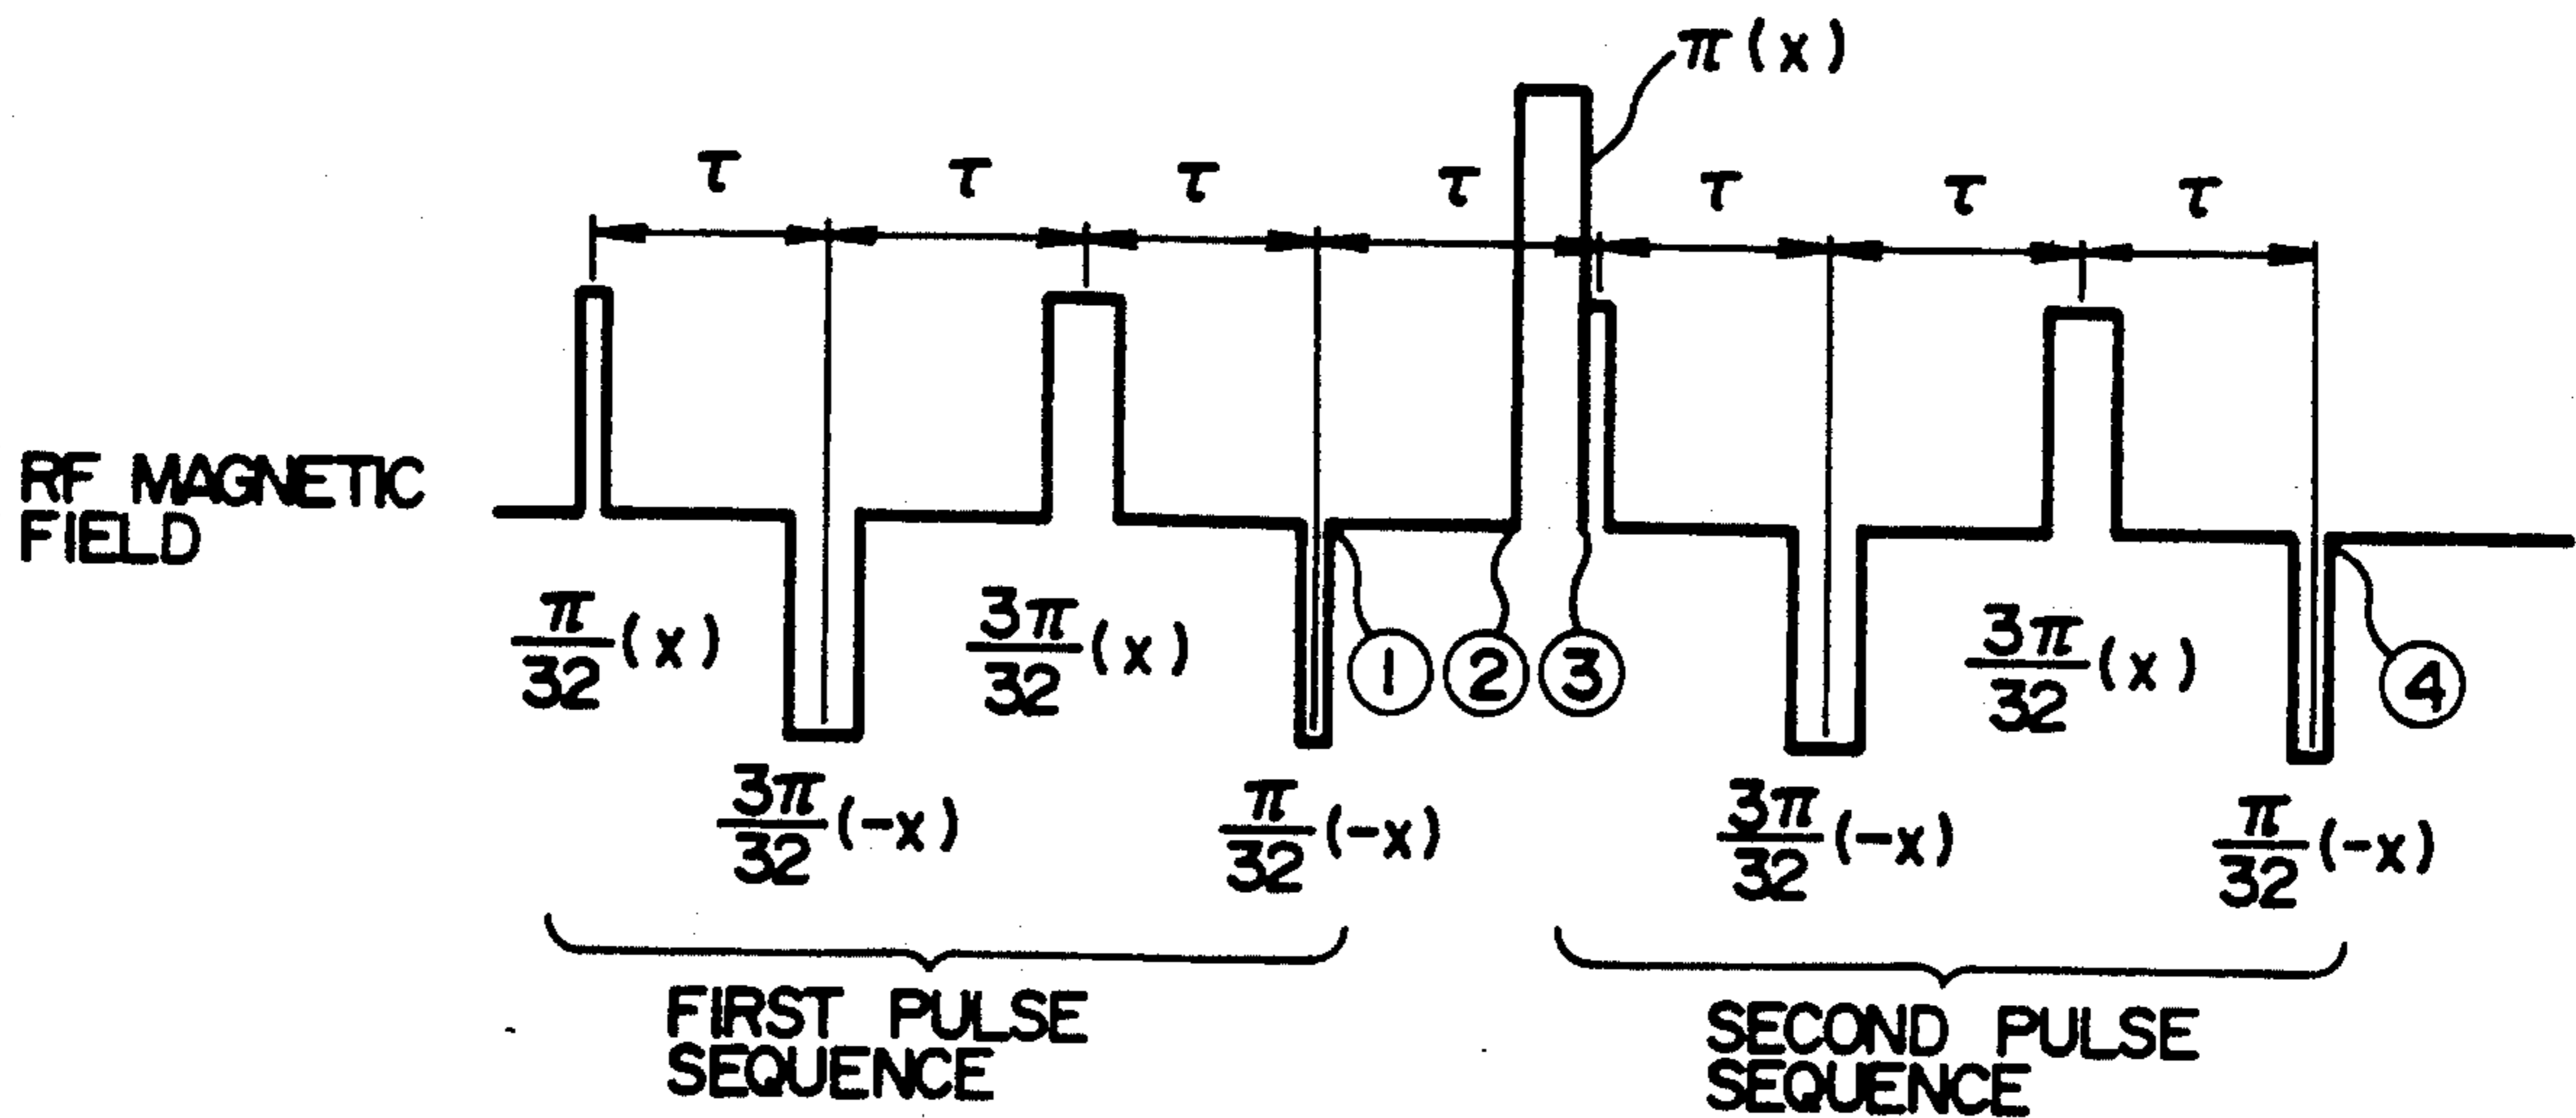 π(x)
τ τ τ τ τ τ τ
RF MAGNETIC
FIELD
π/32(x)
3π/32(-x)
3π/32(x)
π/32(-x)
① ② ③
3π/32(-x)
3π/32(x)
π/32(-x)
④
FIRST PULSE
SEQUENCE
SECOND PULSE
SEQUENCE